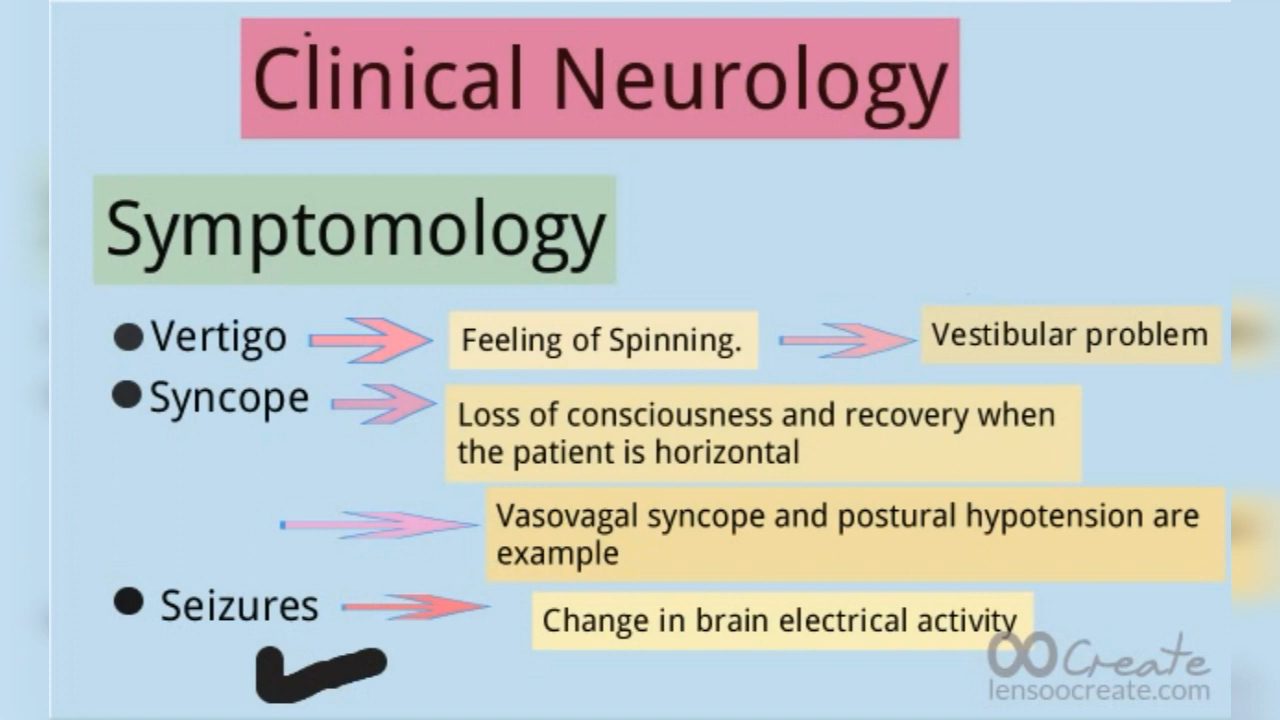 Clinical Neurology
Symptomology
Vertigo
Feeling of Spinning.
Vestibular problem
Syncope
Loss of consciousness and recovery when
the patient is horizontal
Vasovagal syncope and postural hypotension are
example
Seizures
Change in brain electrical activity
Create
lensoocreate.com